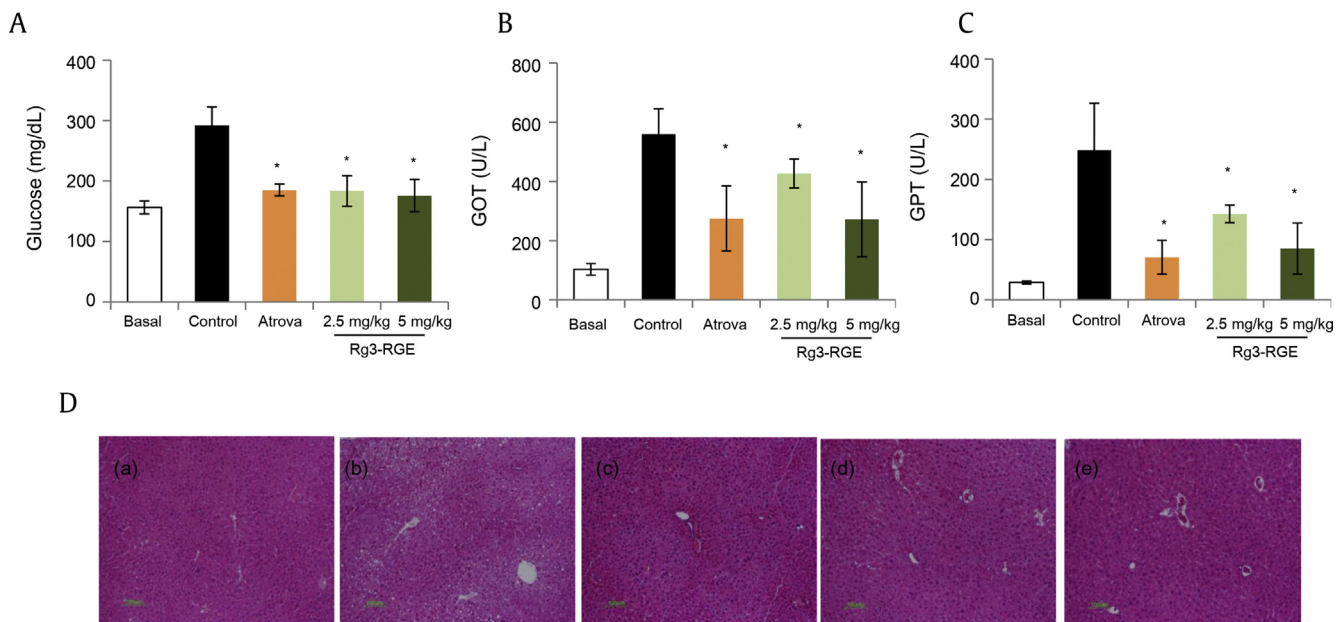 A
B
C
400
300
200
100
0
Glucose (mg/dL)
*
*
*
Basal
Control
Atrova
2.5 mg/kg
5 mg/kg
Rg3-RGE
800
600
400
200
0
GOT (U/L)
*
*
*
Basal
Control
Atrova
2.5 mg/kg
5 mg/kg
Rg3-RGE
400
300
200
100
0
GPT (U/L)
*
*
*
Basal
Control
Atrova
2.5 mg/kg
5 mg/kg
Rg3-RGE
D
(a)
(b)
(c)
(d)
(e)